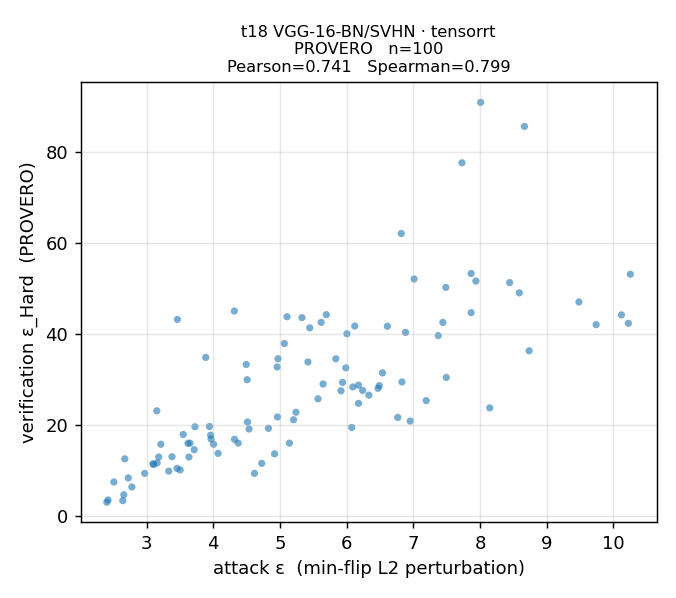 t18 VGG-16-BN/SVHN · tensorrt
PROVERO   n=100
Pearson=0.741   Spearman=0.799
verification ε_Hard  (PROVERO)
80
60
40
20
0
3 4 5 6 7 8 9 10
attack ε  (min-flip L2 perturbation)